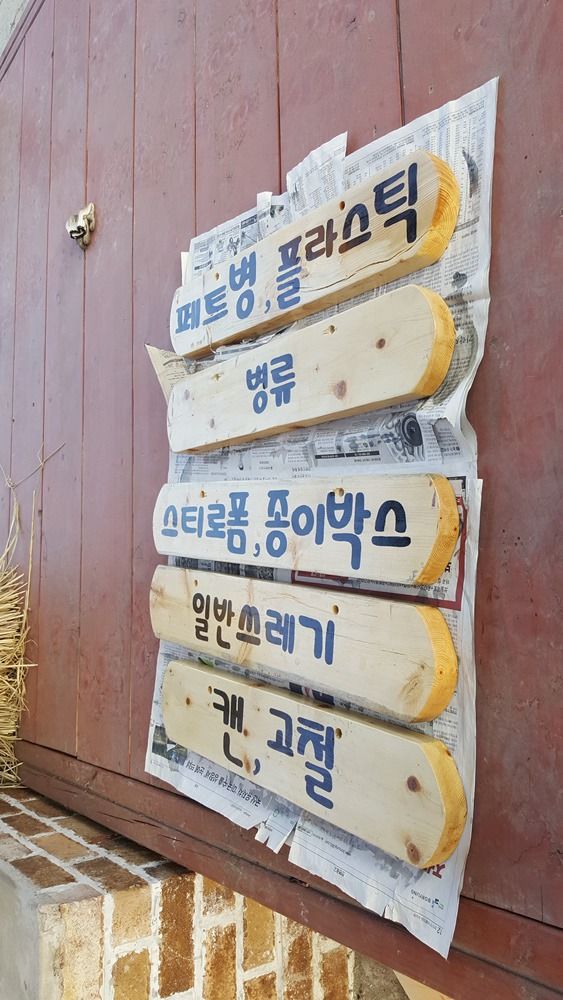 페트병, 플라스틱
병류
스티로폼, 종이박스
일반쓰레기
캔, 고철